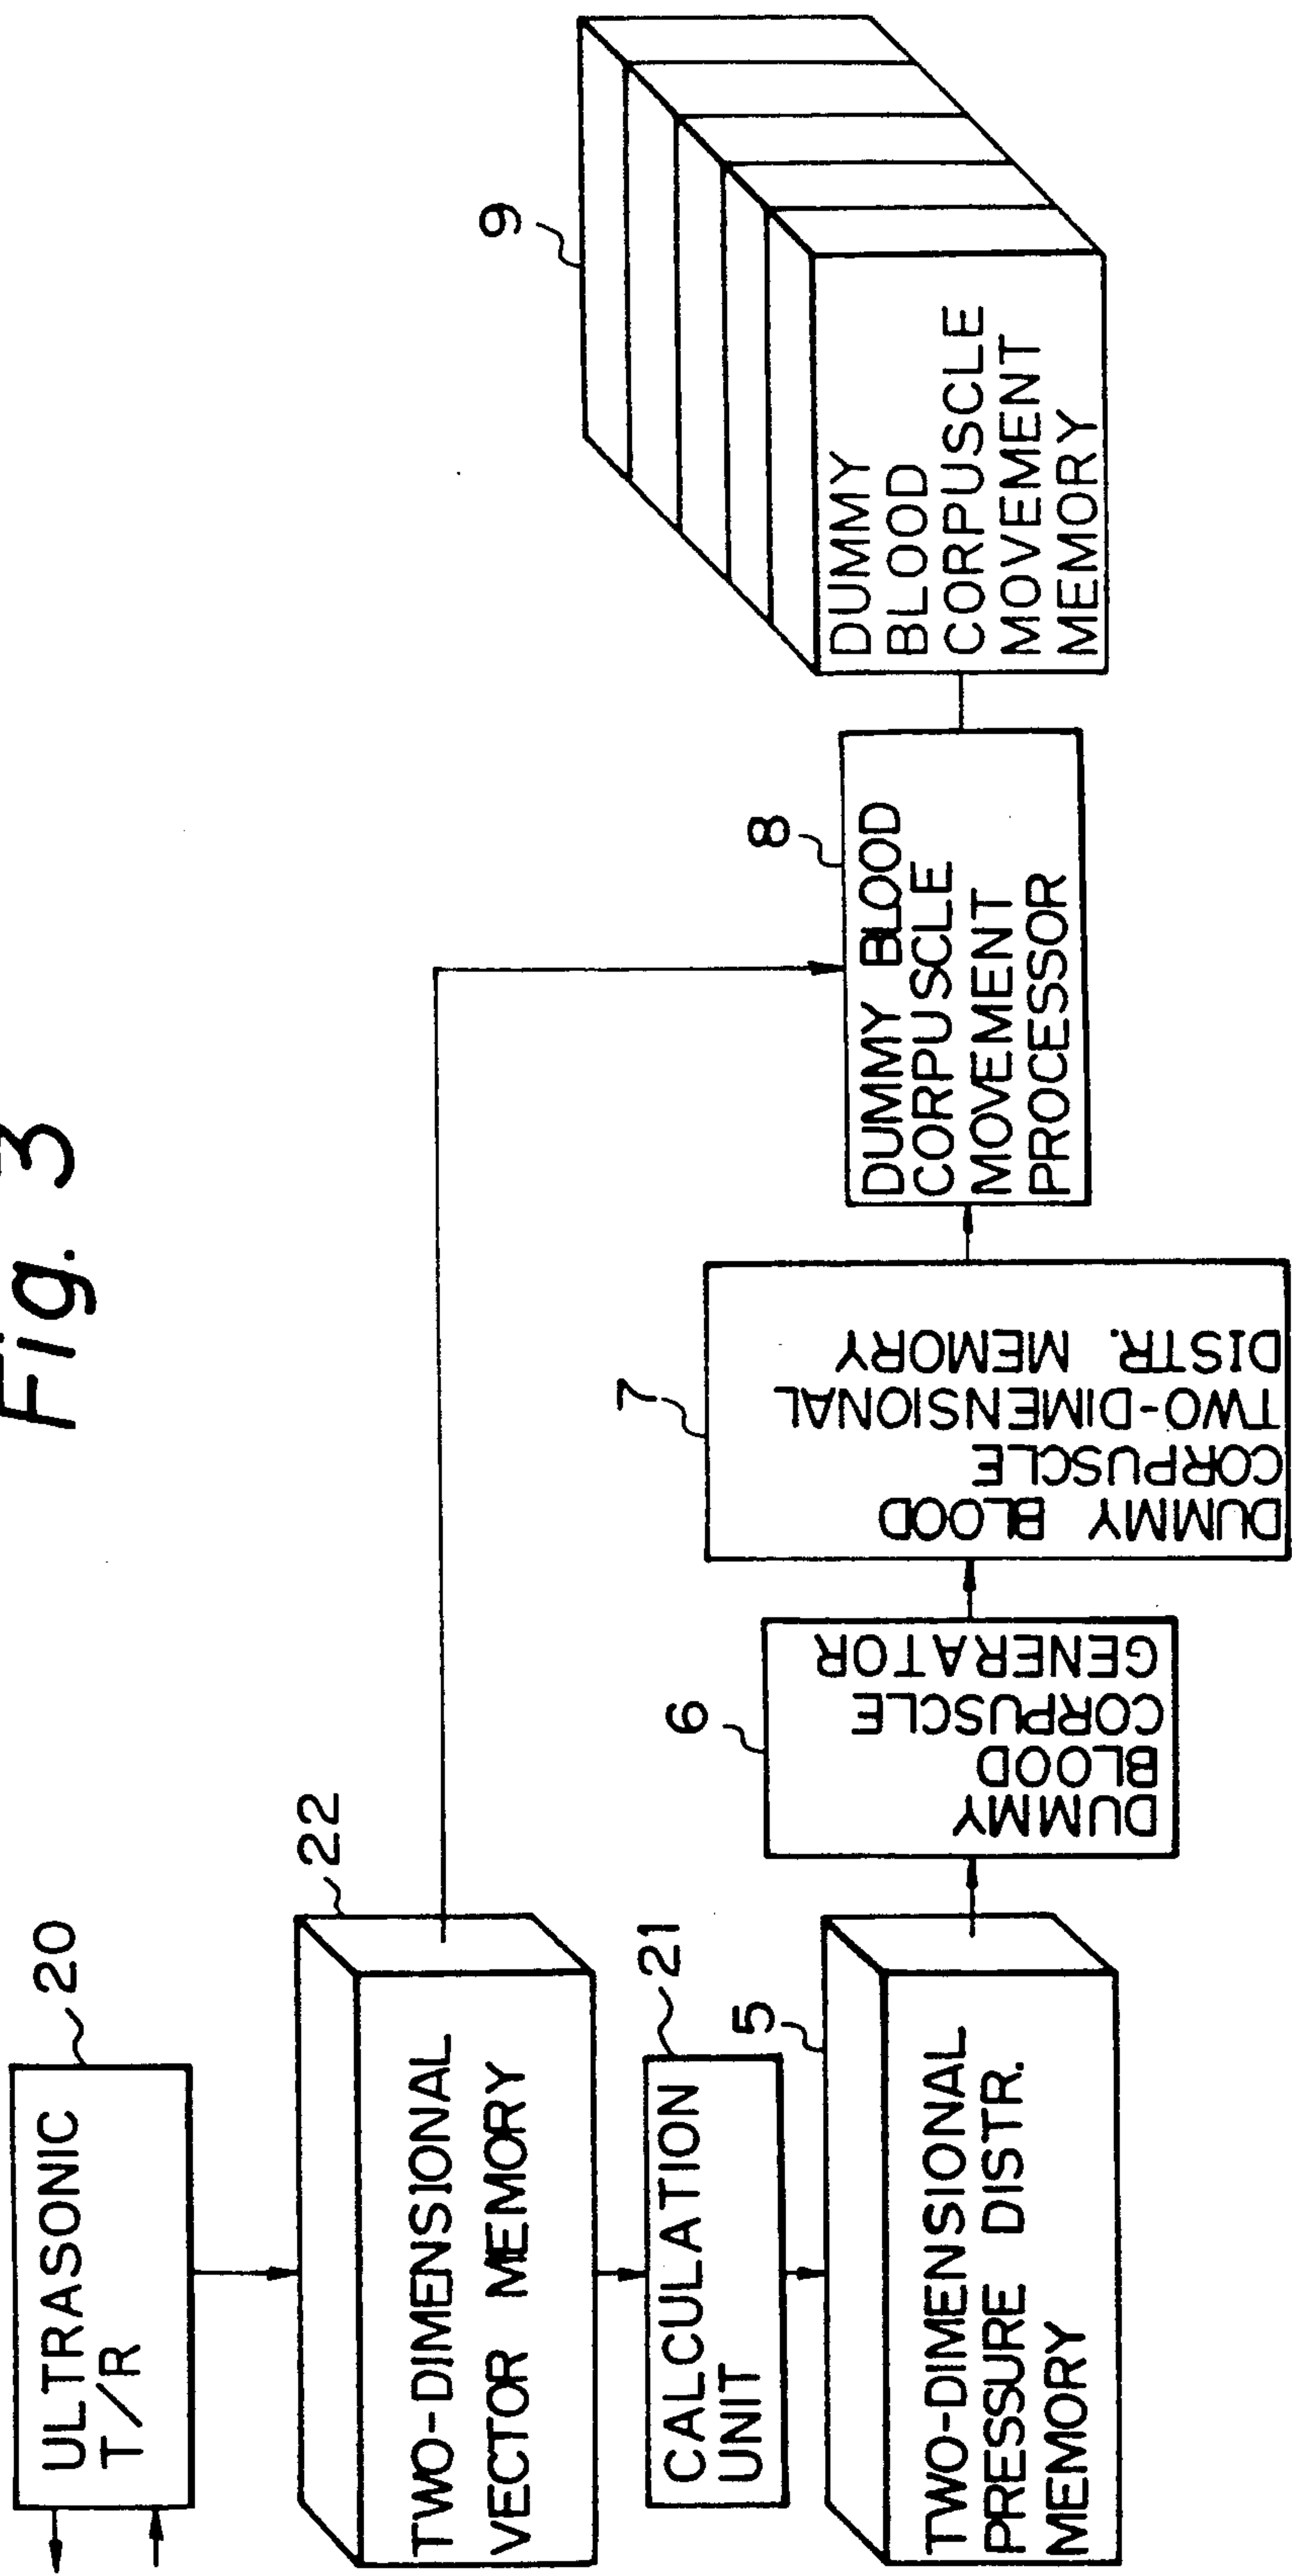 Fig. 3
20
ULTRASONIC
T/R
22
TWO-DIMENSIONAL
VECTOR MEMORY
21
CALCULATION
UNIT
5
TWO-DIMENSIONAL
PRESSURE DISTR.
MEMORY
6
DUMMY
BLOOD
CORPUSCLE
GENERATOR
7
DUMMY BLOOD
CORPUSCLE
TWO-DIMENSIONAL
DISTR. MEMORY
8
DUMMY BLOOD
CORPUSCLE
MOVEMENT
PROCESSOR
9
DUMMY
BLOOD
CORPUSCLE
MOVEMENT
MEMORY